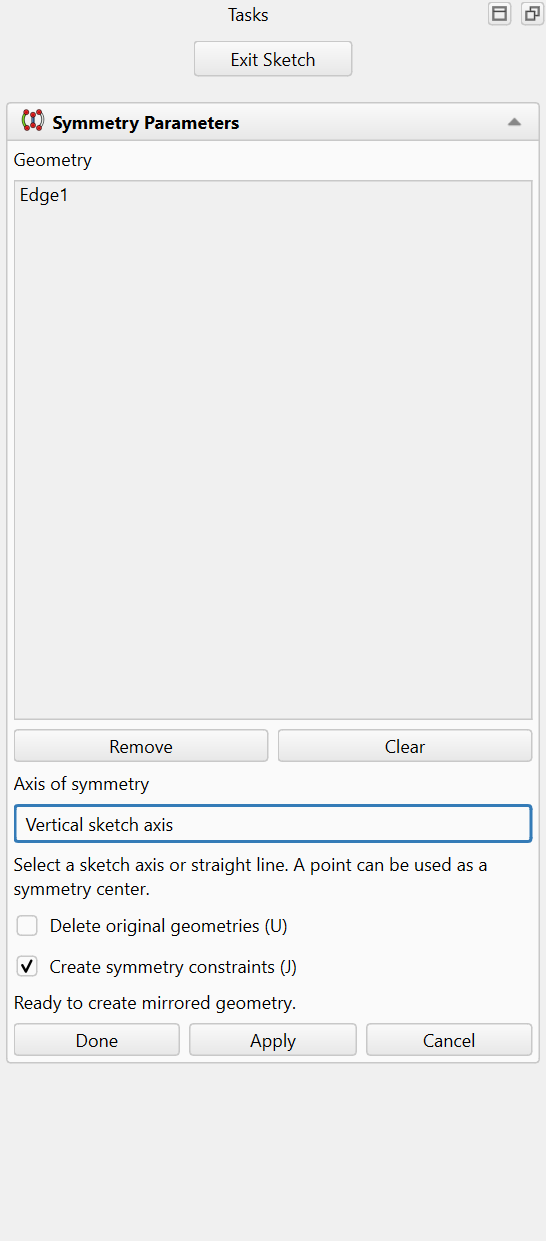 Tasks
Exit Sketch
Symmetry Parameters
Geometry
Edge1
Remove Clear
Axis of symmetry
Vertical sketch axis
Select a sketch axis or straight line. A point can be used as a
symmetry center.
Delete original geometries (U)
Create symmetry constraints (J)
Ready to create mirrored geometry.
Done Apply Cancel